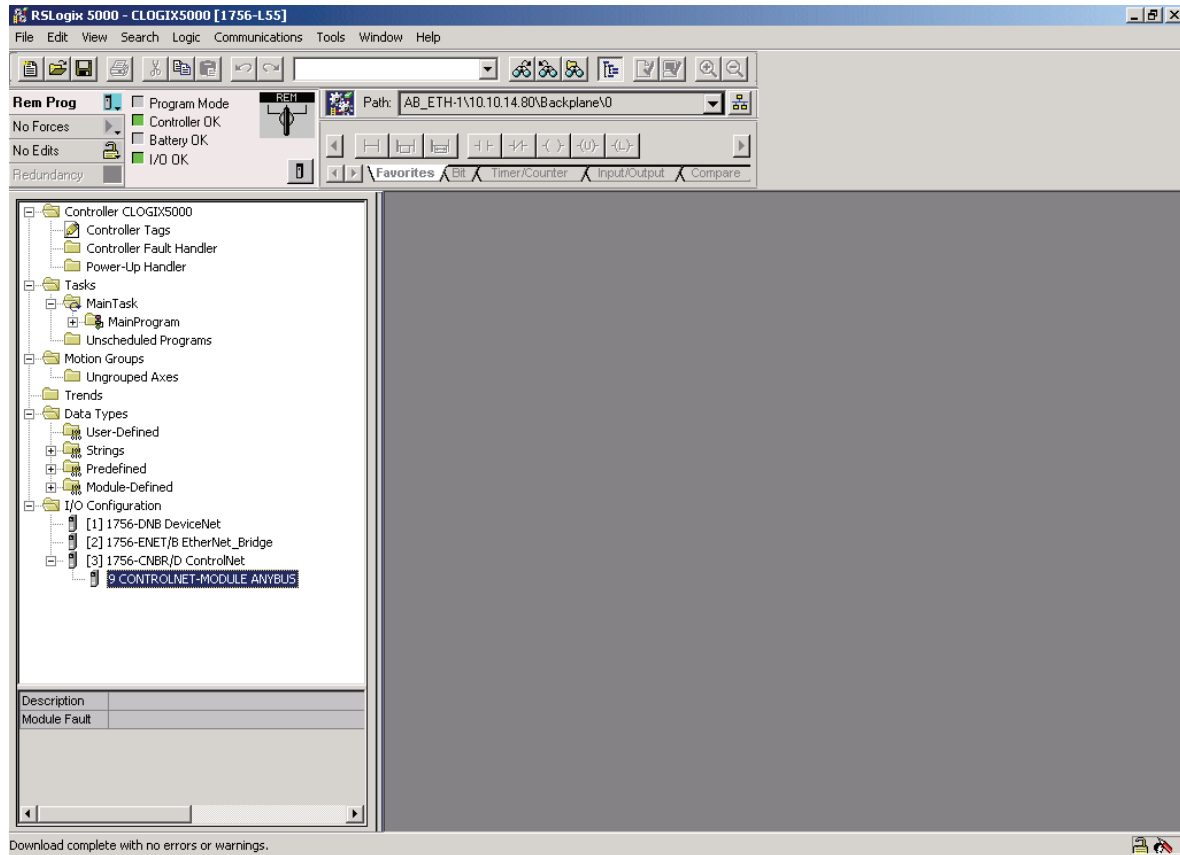 RSLogix 5000 - CLOGIX5000 [1756-L55]
File Edit View Search Logic Communications Tools Window Help
Rem Prog
Program Mode
REM
Path: AB_ETH-1\10.10.14.80\Backplane\0
No Forces
Controller OK
No Edits
Battery OK
I/O OK
Redundancy
Favorites Bit Timer/Counter Input/Output Compare
Controller CLOGIX5000
Controller Tags
Controller Fault Handler
Power-Up Handler
Tasks
MainTask
MainProgram
Unscheduled Programs
Motion Groups
Ungrouped Axes
Trends
Data Types
User-Defined
Strings
Predefined
Module-Defined
I/O Configuration
[1] 1756-DNB DeviceNet
[2] 1756-ENET/B EtherNet_Bridge
[3] 1756-CNBR/D ControlNet
9 CONTROLNET-MODULE ANYBUS
Description
Module Fault
Download complete with no errors or warnings.